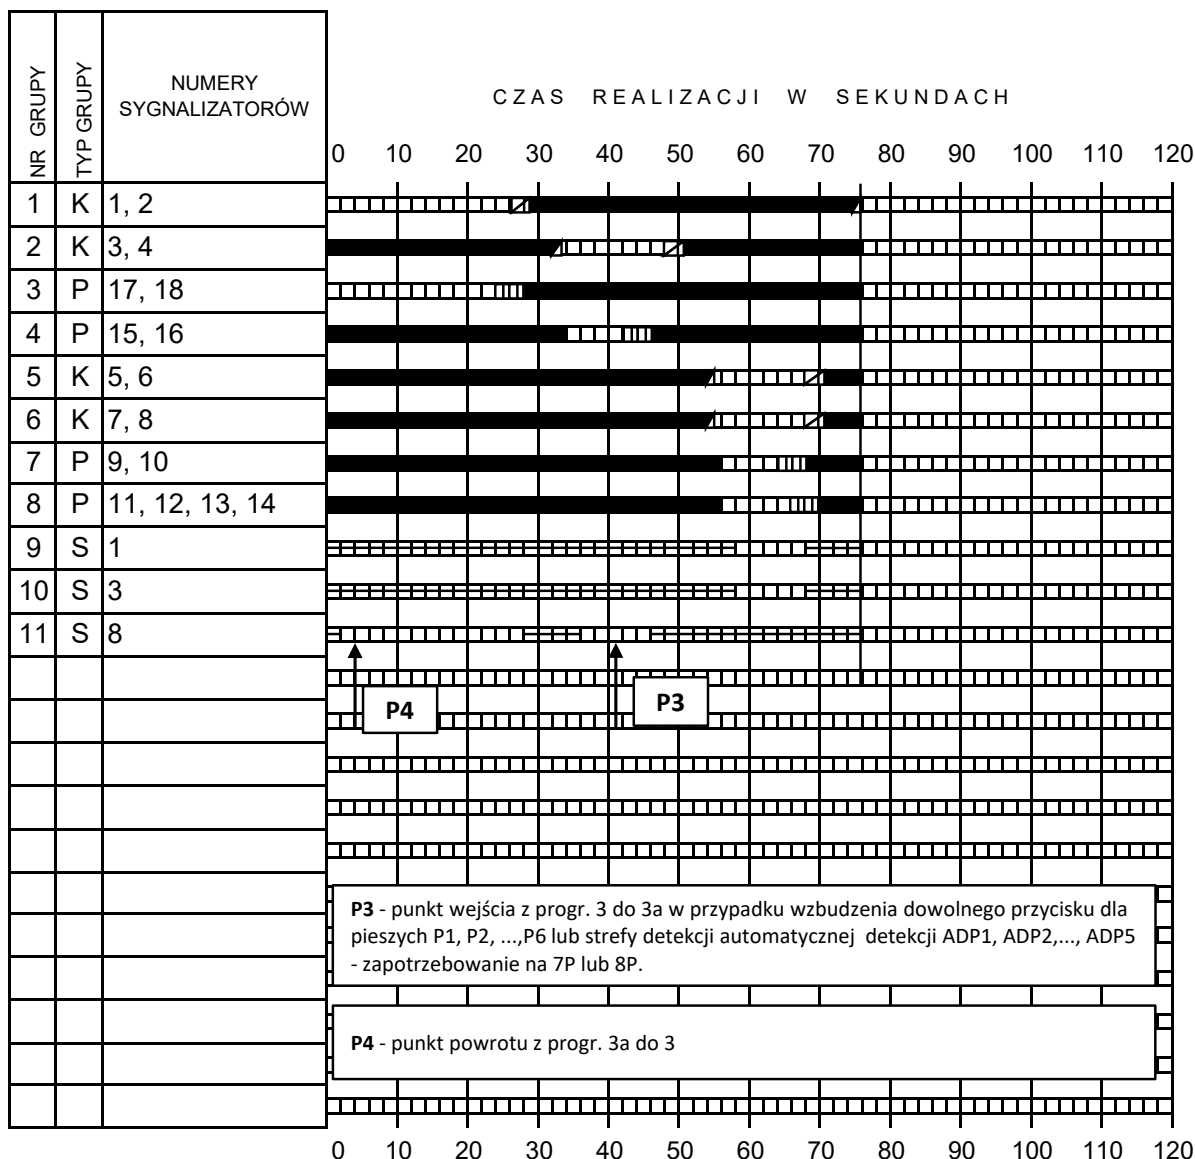 NR GRUPY
TYP GRUPY
NUMERY
SYGNALIZATORÓW
CZAS REALIZACJI W SEKUNDACH
0 10 20 30 40 50 60 70 80 90 100 110 120
1 K 1, 2
2 K 3, 4
3 P 17, 18
4 P 15, 16
5 K 5, 6
6 K 7, 8
7 P 9, 10
8 P 11, 12, 13, 14
9 S 1
10 S 3
11 S 8
P4
P3
P3 - punkt wejścia z progr. 3 do 3a w przypadku wzbudzenia dowolnego przycisku dla
pieszych P1, P2, ...,P6 lub strefy detekcji automatycznej detekcji ADP1, ADP2,..., ADP5
- zapotrzebowanie na 7P lub 8P.
P4 - punkt powrotu z progr. 3a do 3
0 10 20 30 40 50 60 70 80 90 100 110 120